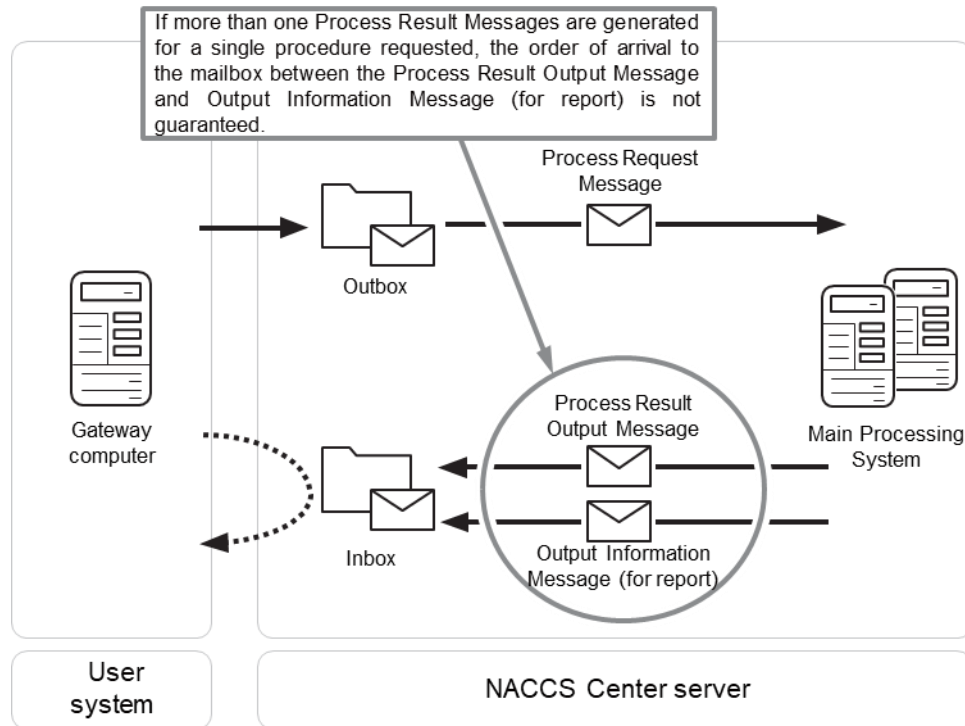 If more than one Process Result Messages are generated
for a single procedure requested, the order of arrival to
the mailbox between the Process Result Output Message
and Output Information Message (for report) is not
guaranteed.
Process Request
Message
Outbox
Gateway
computer
Process Result
Output Message
Main Processing
System
Inbox
Output Information
Message (for report)
User
system
NACCS Center server